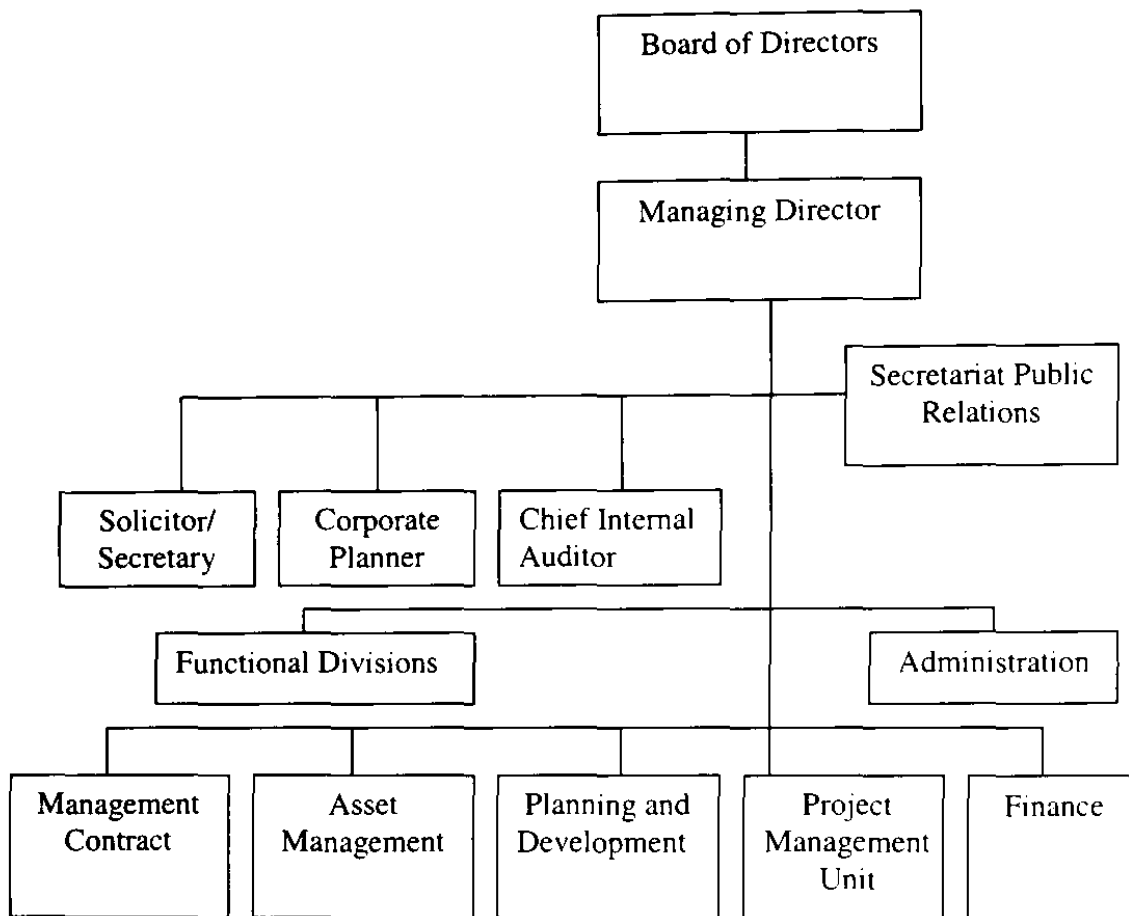 Board of Directors
Managing Director
Secretariat Public
Relations
Solicitor/
Secretary
Corporate
Planner
Chief Internal
Auditor
Functional Divisions
Administration
Management
Contract
Asset
Management
Planning and
Development
Project
Management
Unit
Finance